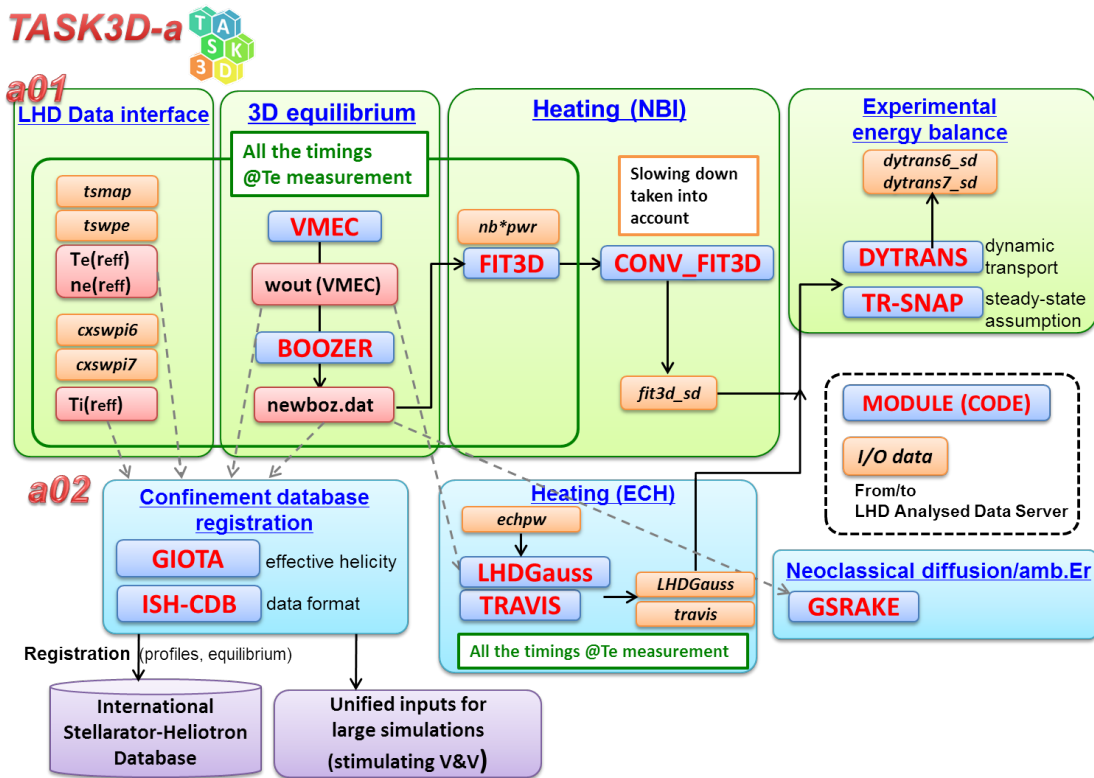 TASK3D-a
T A
S K
3 D
a01
LHD Data interface
tsmap
tswpe
Te(reff)
ne(reff)
cxswpi6
cxswpi7
Ti(reff)
3D equilibrium
All the timings
@Te measurement
VMEC
wout (VMEC)
BOOZER
newboz.dat
Heating (NBI)
Slowing down
taken into
account
nb*pwr
FIT3D
CONV_FIT3D
fit3d_sd
Experimental
energy balance
dytrans6_sd
dytrans7_sd
DYTRANS
dynamic
transport
TR-SNAP
steady-state
assumption
MODULE (CODE)
I/O data
From/to
LHD Analysed Data Server
a02
Confinement database
registration
GIOTA effective helicity
ISH-CDB data format
Heating (ECH)
echpw
LHDGauss
TRAVIS
LHDGauss
travis
All the timings @Te measurement
Neoclassical diffusion/amb.Er
GSRAKE
Registration (profiles, equilibrium)
International
Stellarator-Heliotron
Database
Unified inputs for
large simulations
(stimulating V&V)